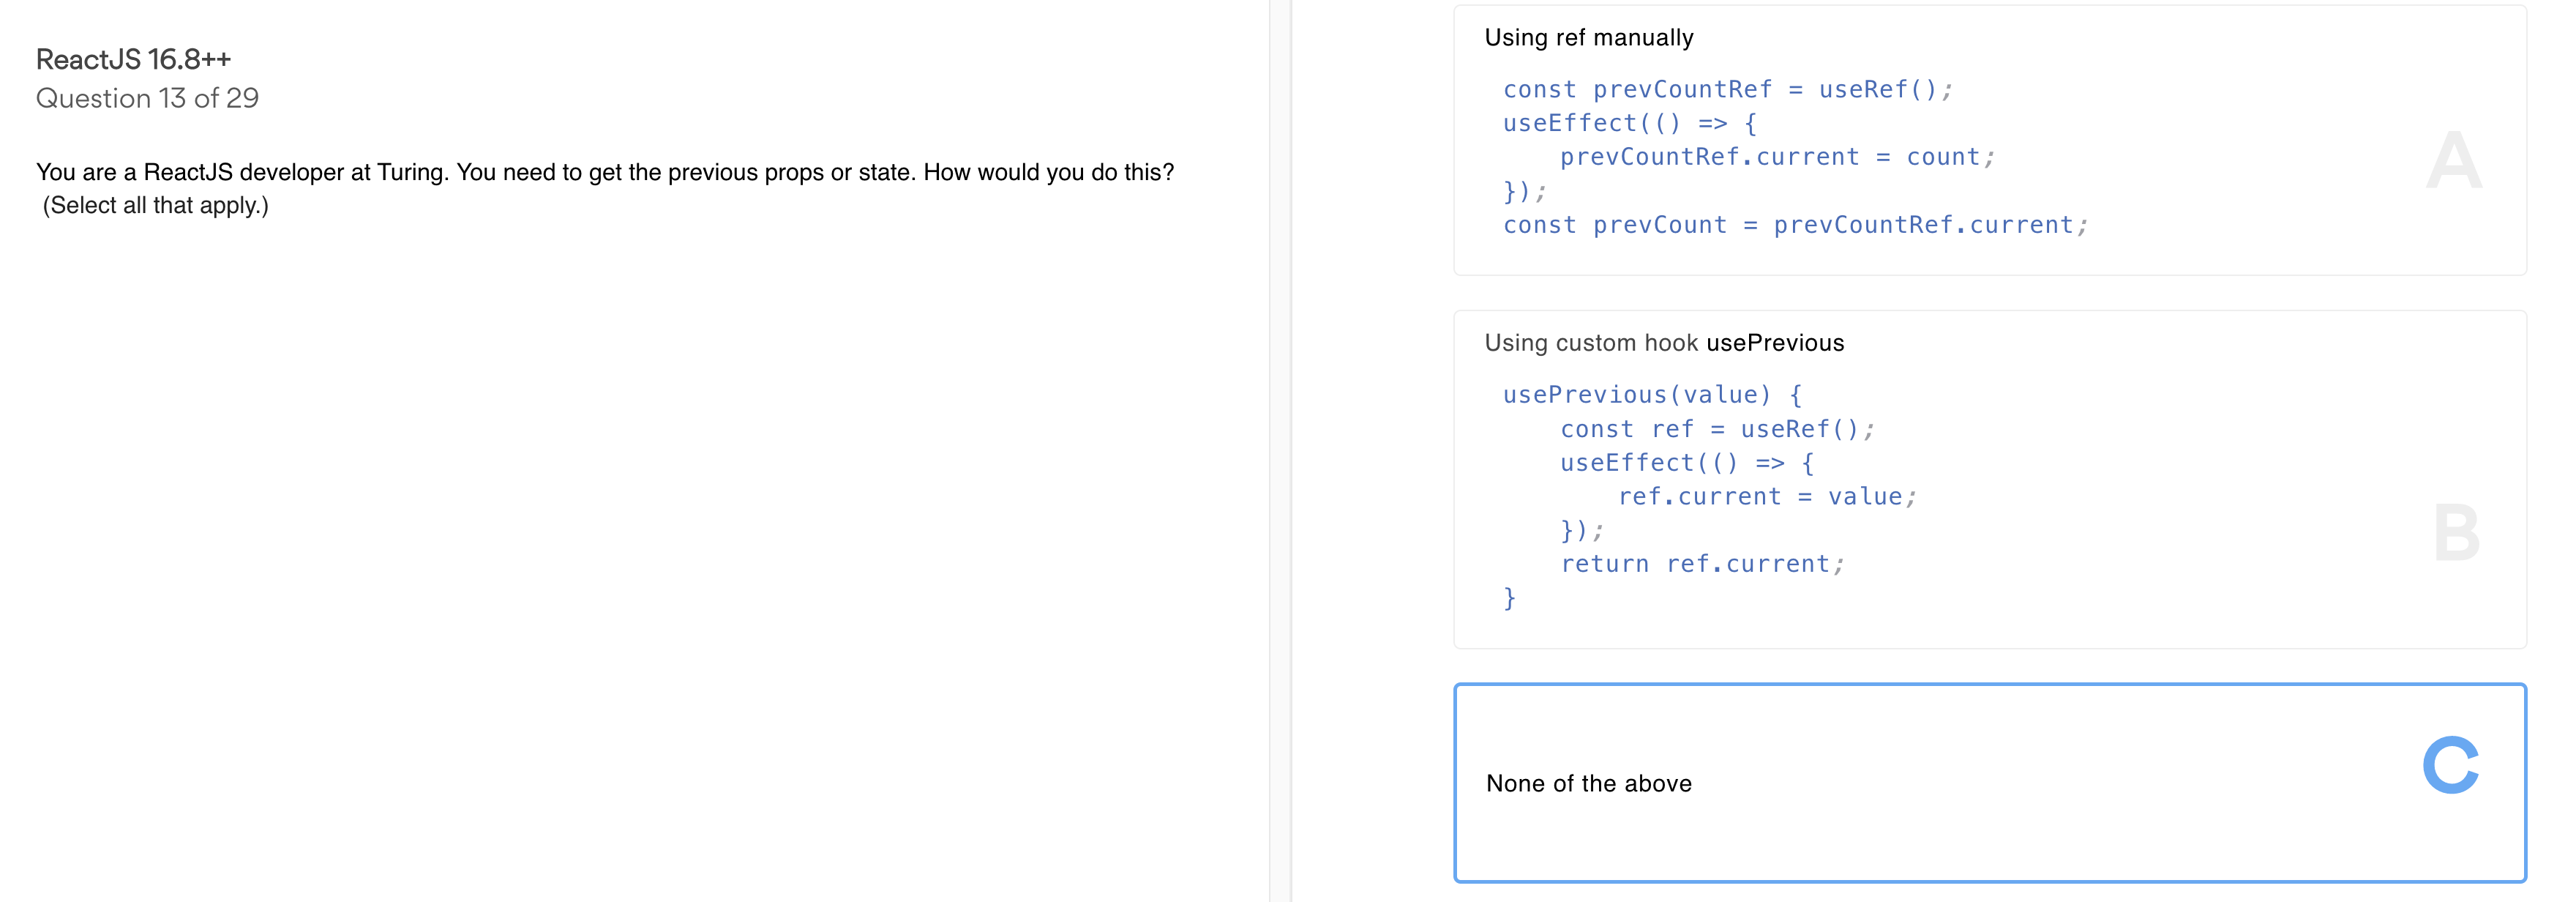 ReactJS 16.8++
Question 13 of 29
You are a ReactJS developer at Turing. You need to get the previous props or state. How would you do this?
(Select all that apply.)
Using ref manually
const prevCountRef = useRef();
useEffect(() => {
    prevCountRef.current = count;
});
const prevCount = prevCountRef.current;
A
Using custom hook usePrevious
usePrevious(value) {
    const ref = useRef();
    useEffect(() => {
        ref.current = value;
    });
    return ref.current;
}
B
None of the above
C